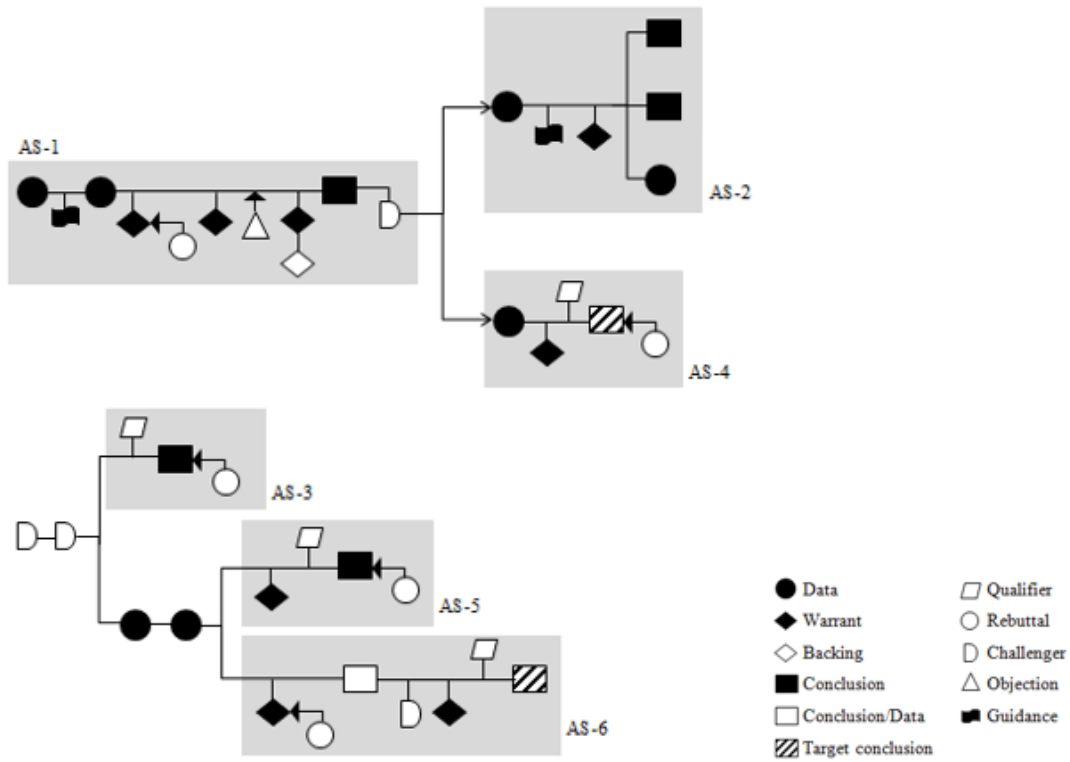 AS-1
AS-2
AS-4
AS-3
AS-5
AS-6
Data
Warrant
Backing
Conclusion
Conclusion/Data
Target conclusion
Qualifier
Rebuttal
Challenger
Objection
Guidance